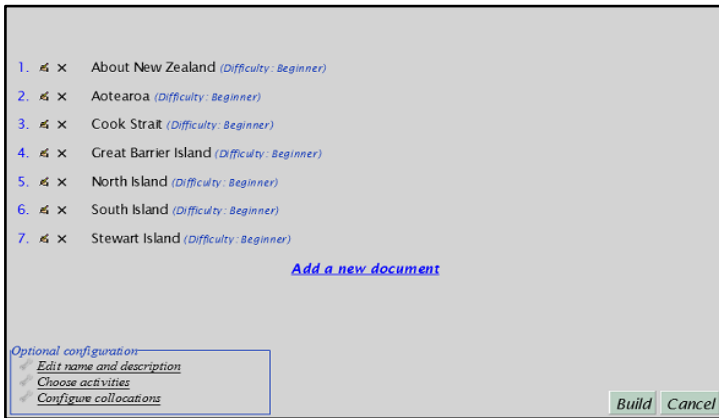 1. About New Zealand (Difficulty: Beginner)
2. Aotearoa (Difficulty: Beginner)
3. Cook Strait (Difficulty: Beginner)
4. Great Barrier Island (Difficulty: Beginner)
5. North Island (Difficulty: Beginner)
6. South Island (Difficulty: Beginner)
7. Stewart Island (Difficulty: Beginner)
Add a new document
Optional configuration
Edit name and description
Choose activities
Configure collocations
Build Cancel